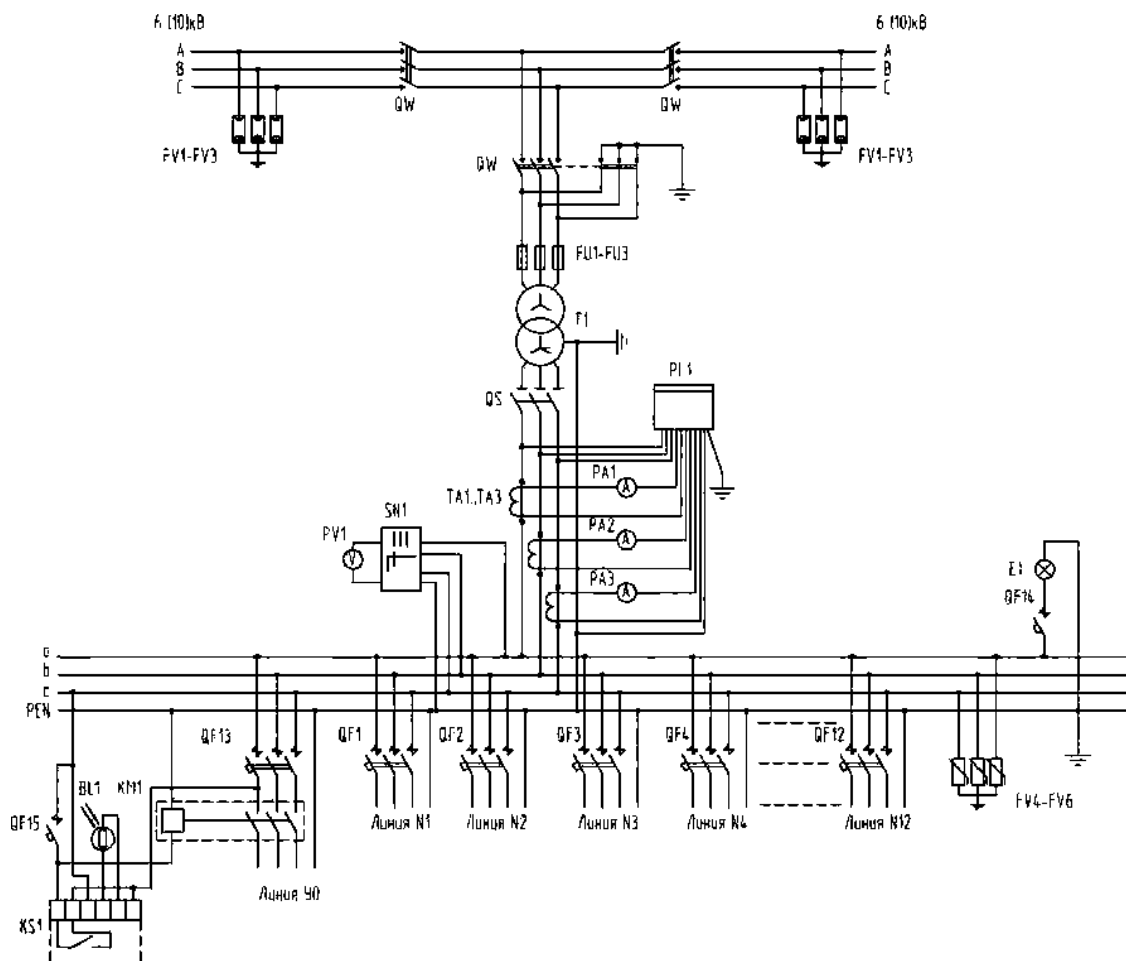 6 (10)кВ
6 (10)кВ
A
A
B
B
C
C
QW
QW
FV1-FV3
FV1-FV3
QW
FU1-FU3
T1
QS
PI1
PA1
TA1..TA3
SN1
PV1
PA2
PA3
E1
QF14
a
b
c
PEN
QF13
QF1
QF2
QF3
QF4
QF12
BL1
KM1
QF15
FV4-FV6
Линия N1
Линия N2
Линия N3
Линия N4
Линия N12
Линия УО
XS1